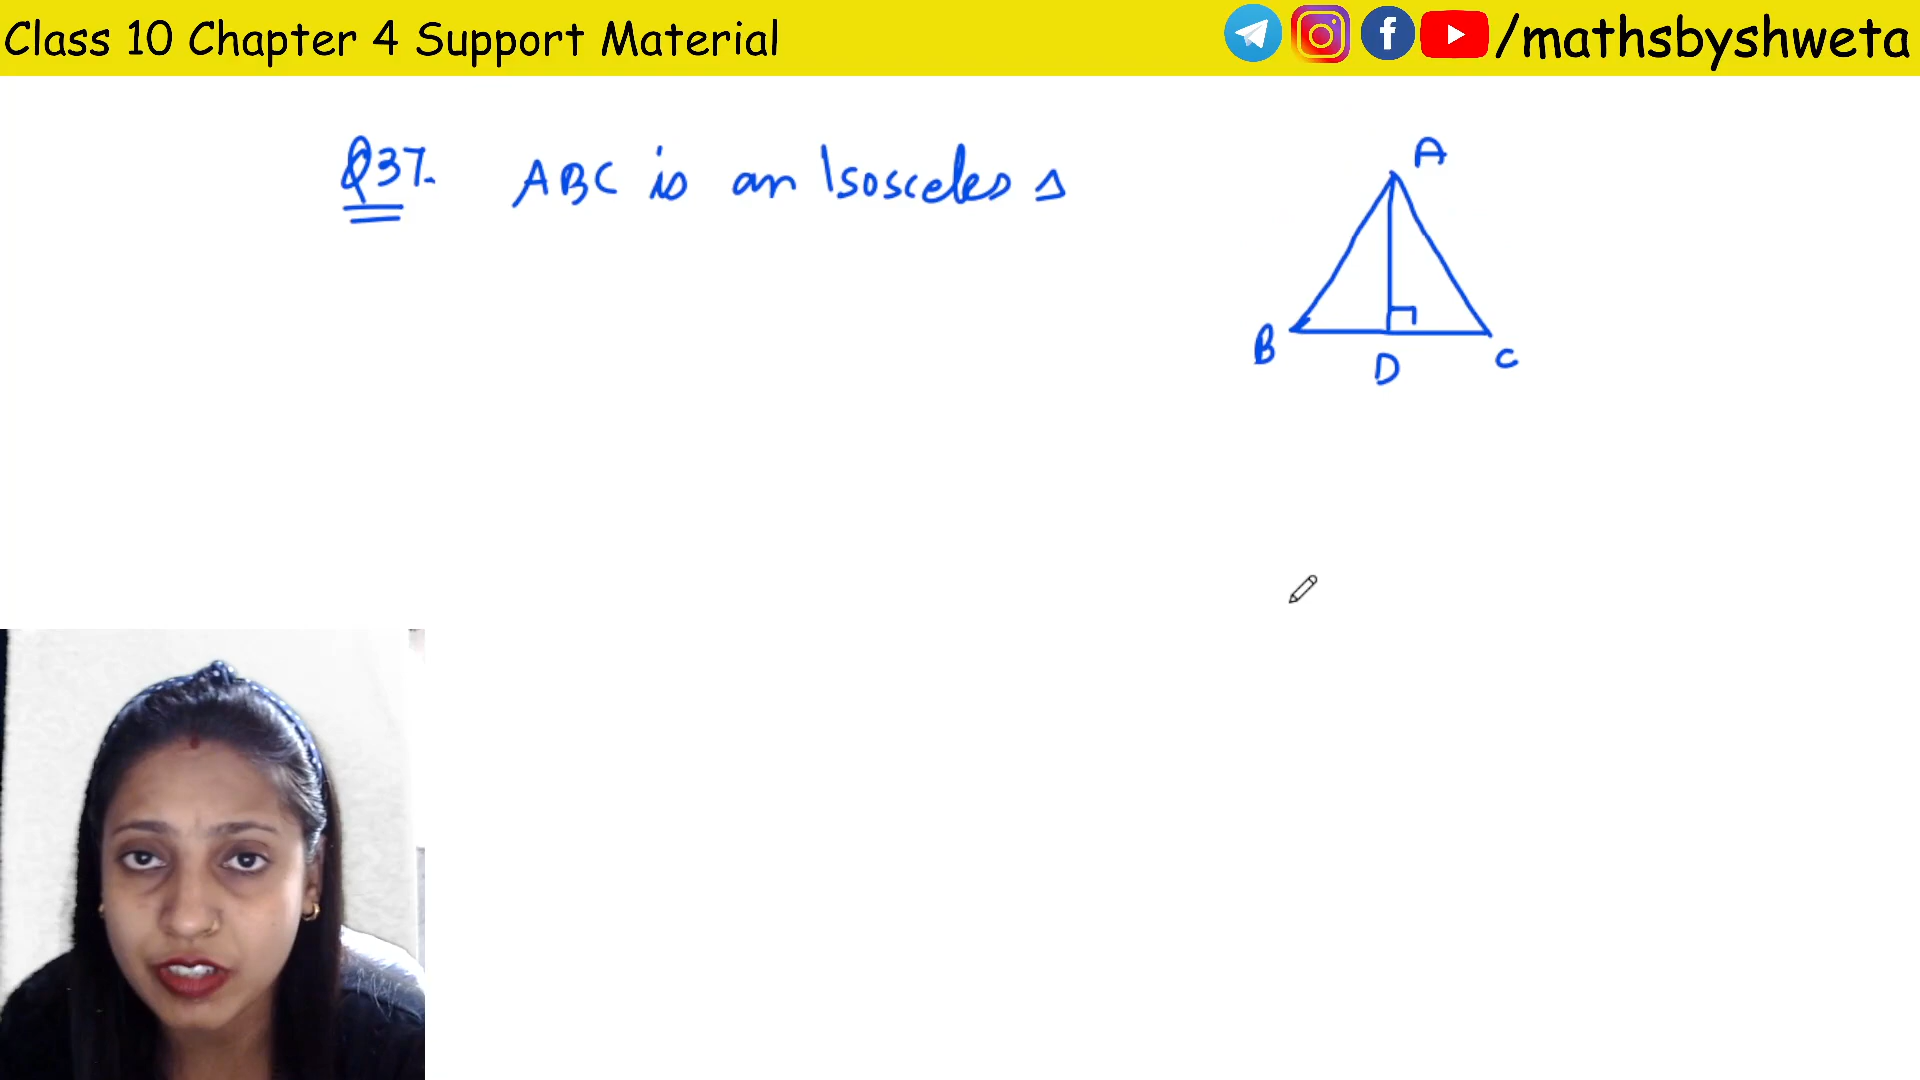 Class 10 Chapter 4 Support Material
/mathsbyshweta
Q37. ABC is an Isosceles Δ
A
B
D
C